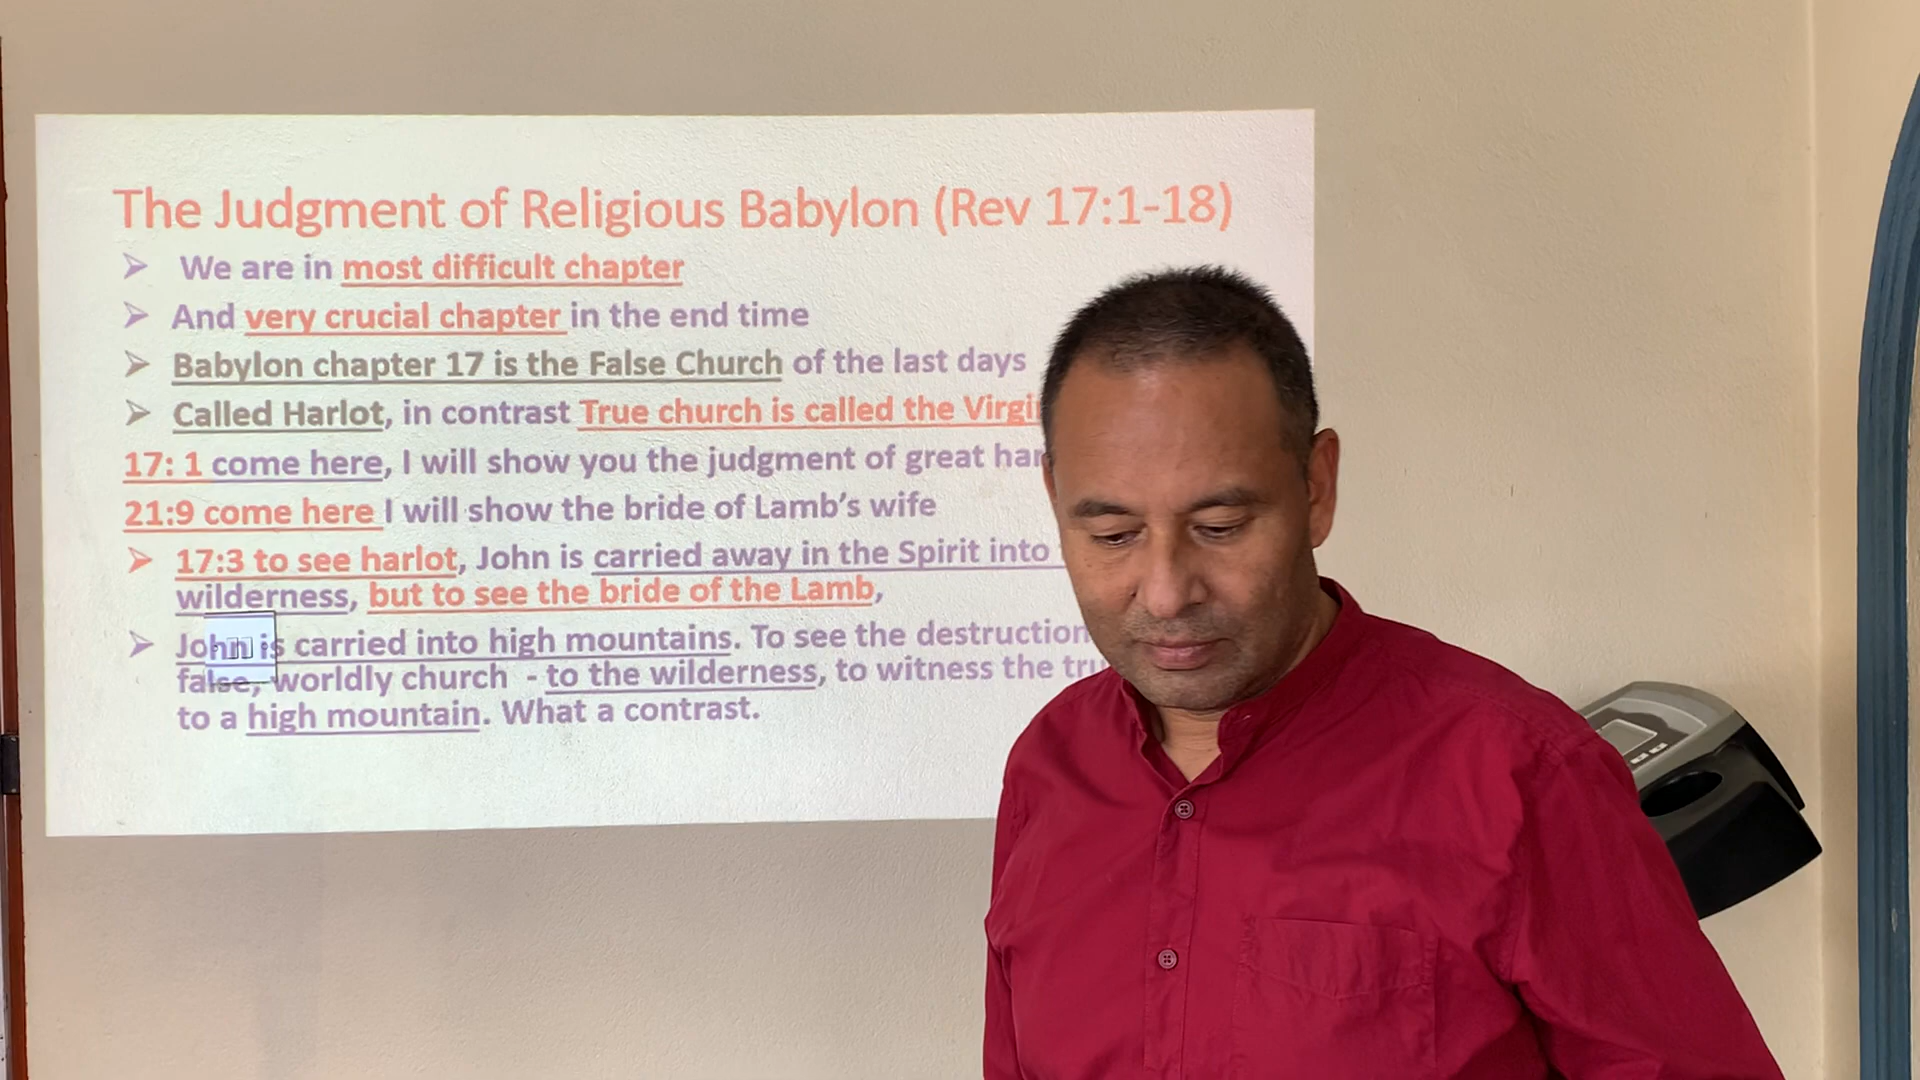 The Judgment of Religious Babylon (Rev 17:1-18)
➢ We are in most difficult chapter
➢ And very crucial chapter in the end time
➢ Babylon chapter 17 is the False Church of the last days
➢ Called Harlot, in contrast True church is called the
17: 1 come here, I will show you the judgment of great
21:9 come here I will show the bride of Lamb's wife
➢ 17:3 to see harlot, John is carried away in the Spirit into
wilderness, but to see the bride of the Lamb,
➢ John is carried into high mountains. To see the destruction
false, worldly church - to the wilderness, to witness the
to a high mountain. What a contrast.